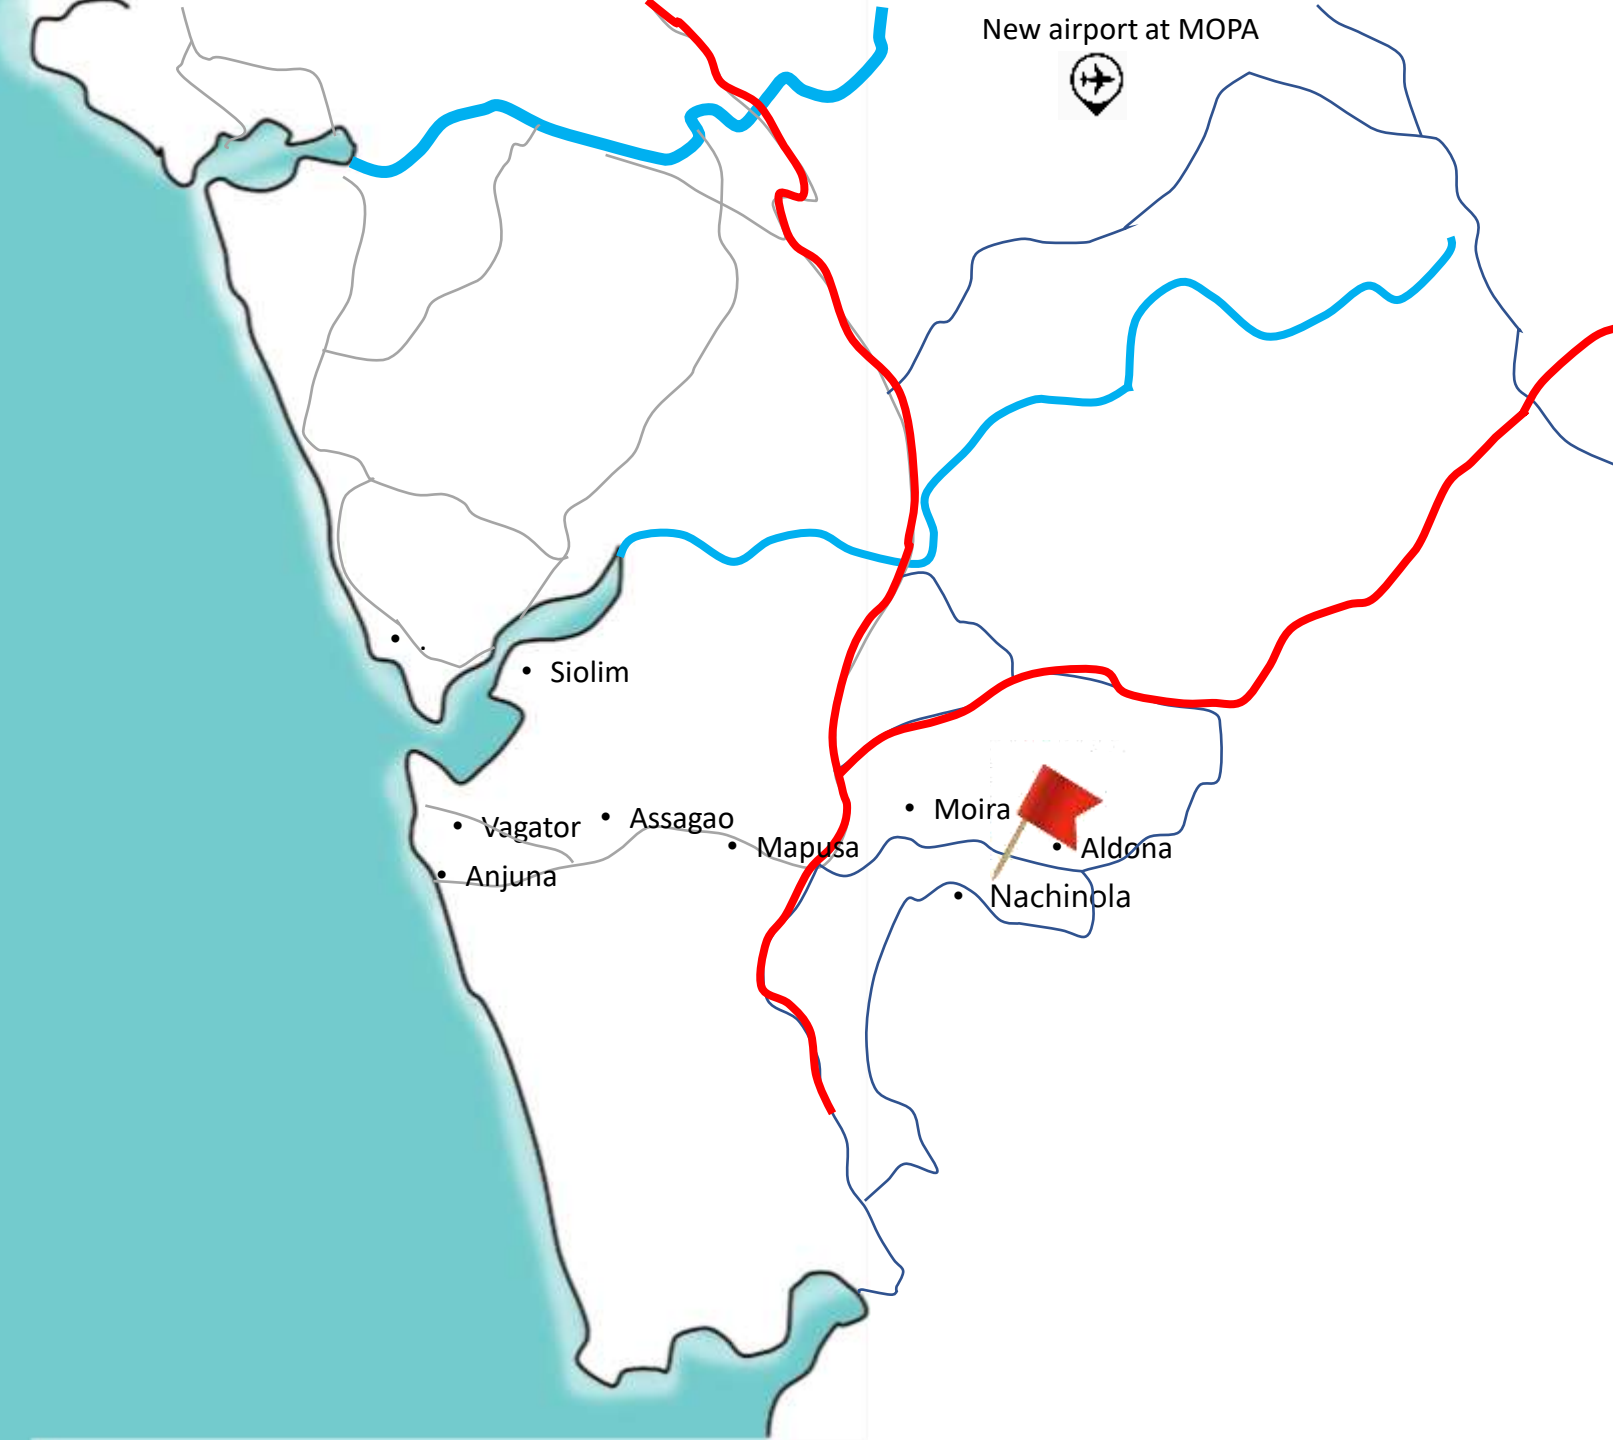 New airport at MOPA
Siolim
Vagator
Assagao
Moira
Mapusa
Aldona
Anjuna
Nachinola